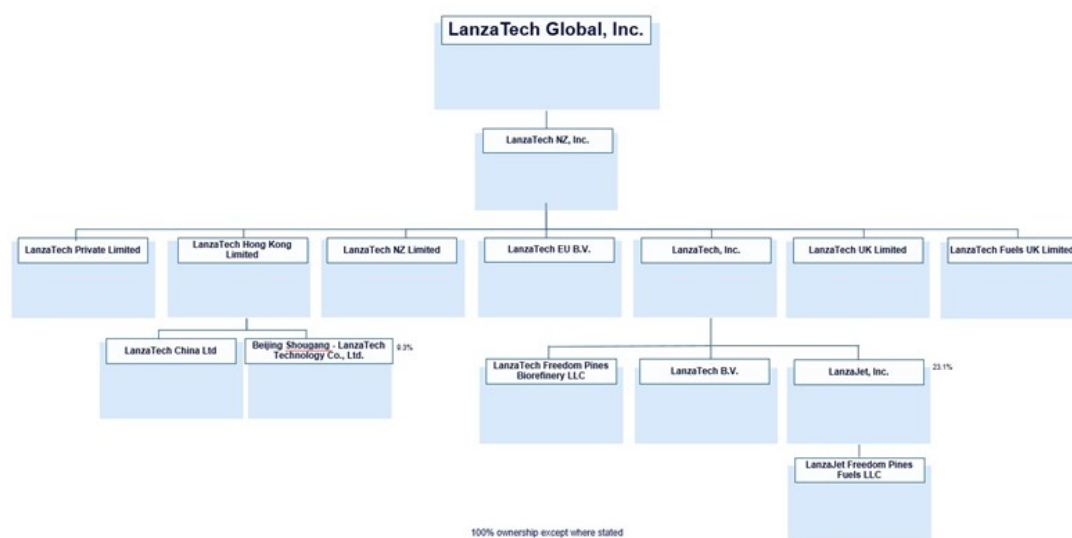 LanzaTech Global, Inc.
LanzaTech NZ, Inc.
LanzaTech Private Limited
LanzaTech Hong Kong
Limited
LanzaTech NZ Limited
LanzaTech EU B.V.
LanzaTech, Inc.
LanzaTech UK Limited
LanzaTech Fuels UK Limited
LanzaTech China Ltd
Beijing Shougang - LanzaTech
Technology Co., Ltd.
9.3%
LanzaTech Freedom Pines
Biorefinery LLC
LanzaTech B.V.
LanzaJet, Inc.
23.1%
LanzaJet Freedom Pines
Fuels LLC
100% ownership except where stated